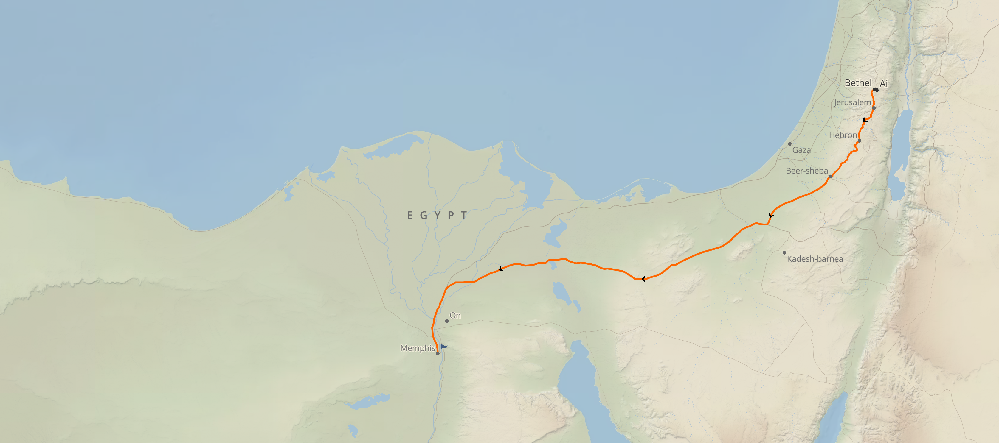 Bethel
Ai
Jerusalem
Hebron
Gaza
Beer-sheba
EGYPT
Kadesh-barnea
On
Memphis